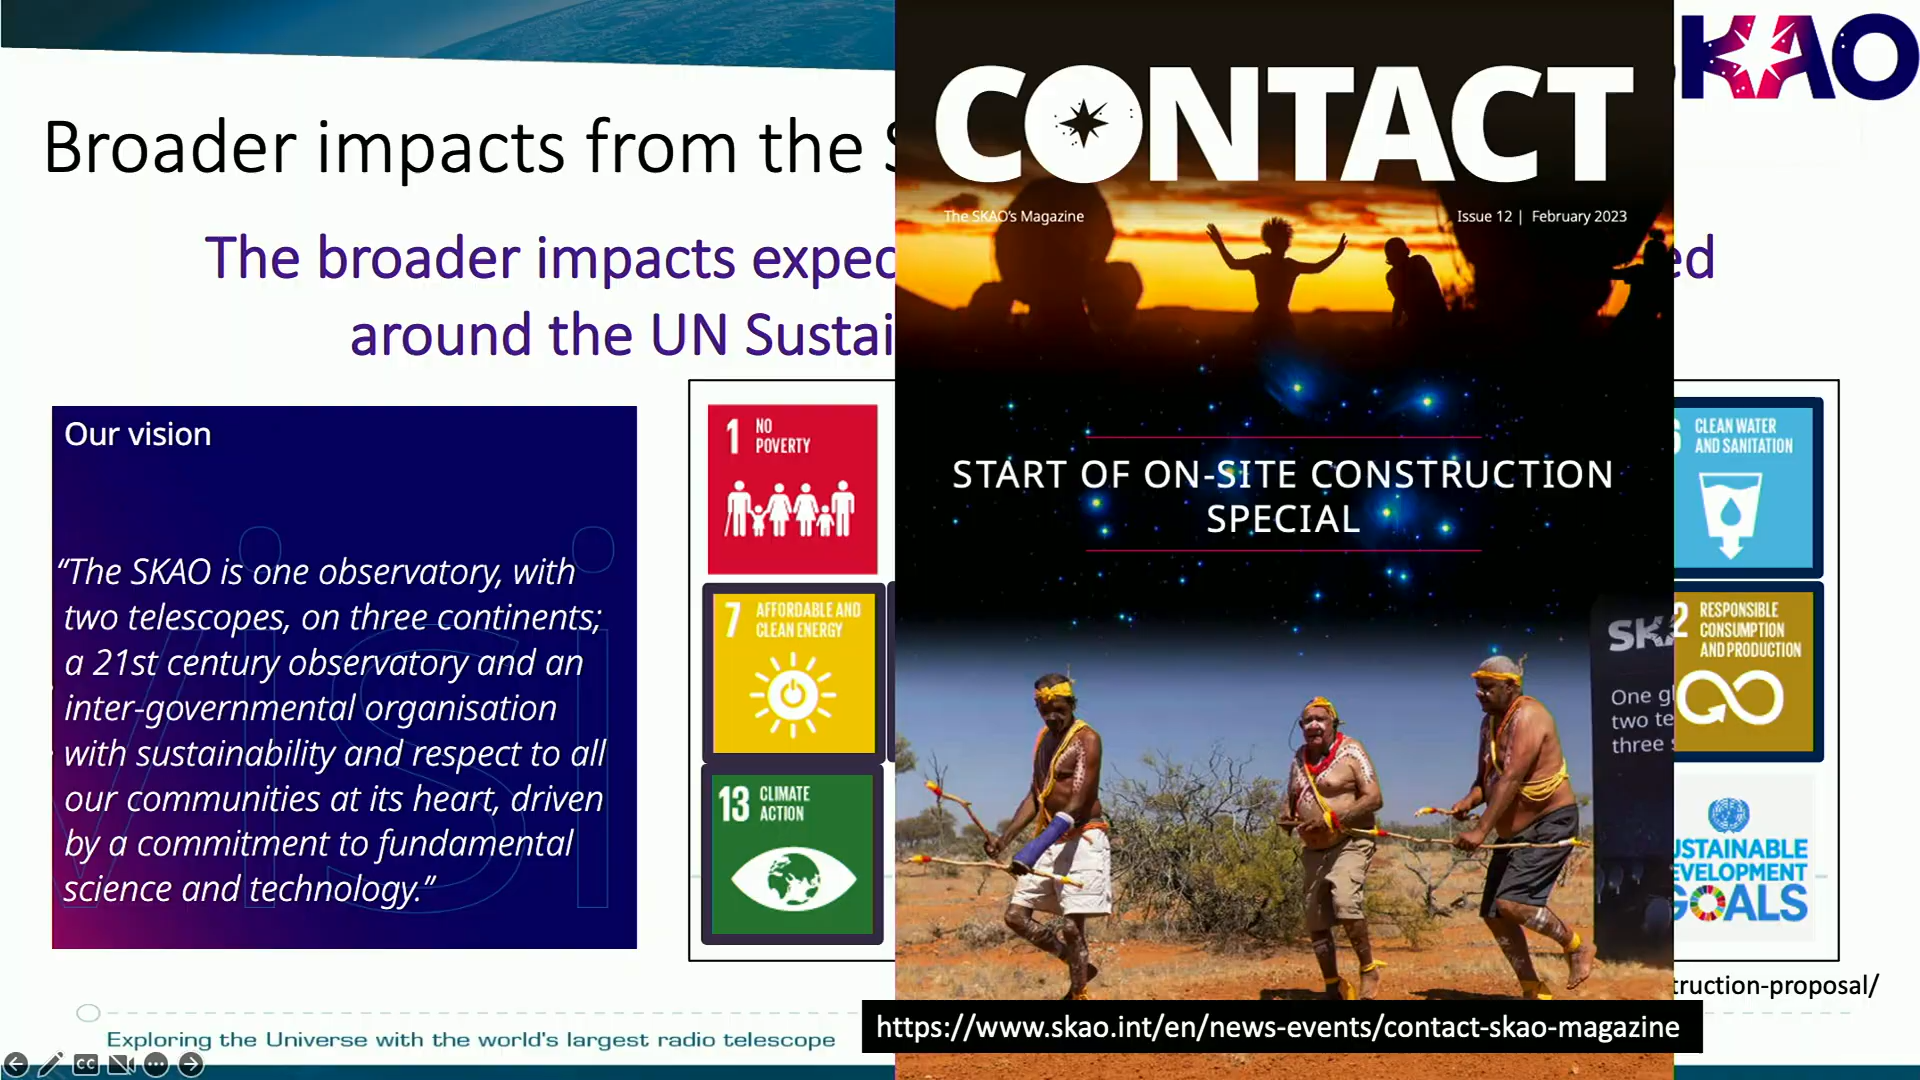 SKAO
CONTACT
Broader impacts from the
The SKAO's Magazine
Issue 12 | February 2023
The broader impacts expec
ed
around the UN Sustai
Our vision
“The SKAO is one observatory, with
two telescopes, on three continents;
a 21st century observatory and an
inter-governmental organisation
with sustainability and respect to all
our communities at its heart, driven
by a commitment to fundamental
science and technology.”
1 NO
POVERTY
7 AFFORDABLE AND
CLEAN ENERGY
13 CLIMATE
ACTION
START OF ON-SITE CONSTRUCTION
SPECIAL
SKA
One gl
two te
three
CLEAN WATER
AND SANITATION
2 RESPONSIBLE
CONSUMPTION
AND PRODUCTION
USTAINABLE
EVELOPMENT
GOALS
truction-proposal/
https://www.skao.int/en/news-events/contact-skao-magazine
Exploring the Universe with the world's largest radio telescope
CC